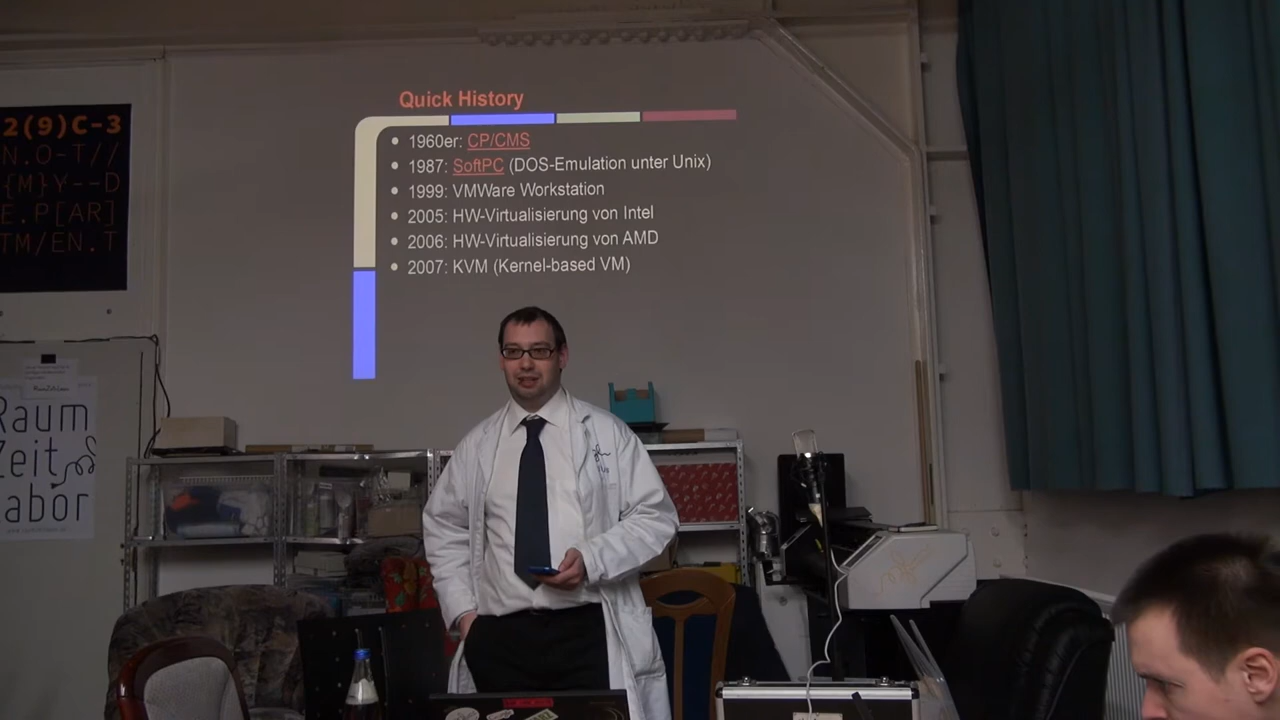 Quick History
1960er: CP/CMS
1987: SoftPC (DOS-Emulation unter Unix)
1999: VMWare Workstation
2005: HW-Virtualisierung von Intel
2006: HW-Virtualisierung von AMD
2007: KVM (Kernel-based VM)
2(9)C-3
N.O-T//
{M}Y--D
E.P[AR]
TM/EN.T
Raum
Zeit
Labor